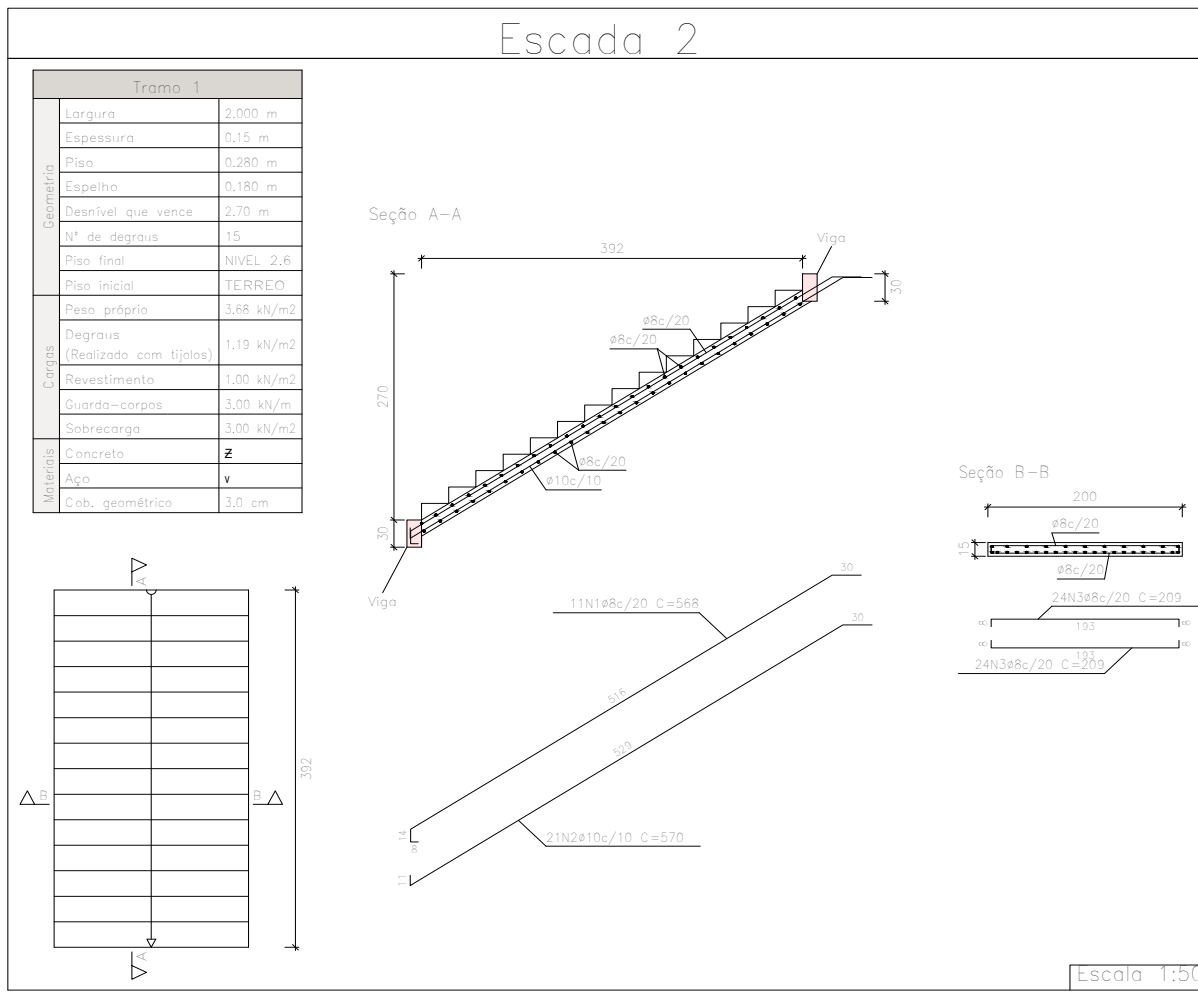 Escada 2
Tramo 1
Geometria
Largura 2.000 m
Espessura 0.15 m
Piso 0.280 m
Espelho 0.180 m
Desnível que vence 2.70 m
N° de degraus 15
Piso final NIVEL 2.6
Piso inicial TERREO
Cargas
Peso próprio 3.68 kN/m2
Degraus
(Realizado com tijolos) 1.19 kN/m2
Revestimento 1.00 kN/m2
Guarda-corpos 3.00 kN/m
Sobrecarga 3.00 kN/m2
Materiais
Concreto Z
Aço v
Cob. geométrico 3.0 cm
Seção A-A
392
Viga
30
270
ø8c/20
ø8c/20
ø8c/20
ø10c/10
30
Viga
Seção B-B
200
ø8c/20
15
ø8c/20
24N3ø8c/20 C=209
8 193 8
8 193 8
24N3ø8c/20 C=209
30
11N1ø8c/20 C=568
30
516
529
14
8
21N2ø10c/10 C=570
11
A
392
B
B
A
Escala 1:50